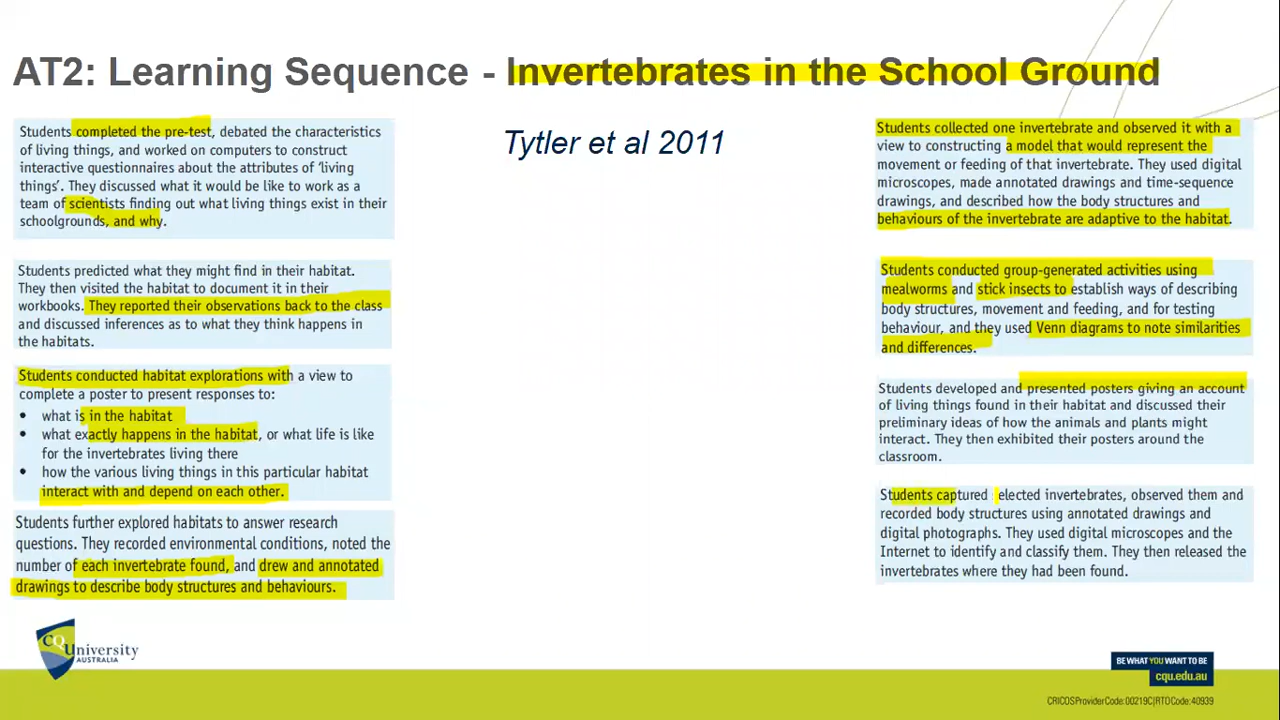 AT2: Learning Sequence - Invertebrates in the School Ground
Tytler et al 2011
Students completed the pre-test, debated the characteristics
of living things, and worked on computers to construct
interactive questionnaires about the attributes of ‘living
things’. They discussed what it would be like to work as a
team of scientists finding out what living things exist in their
schoolgrounds, and why.
Students predicted what they might find in their habitat.
They then visited the habitat to document it in their
workbooks. They reported their observations back to the class
and discussed inferences as to what they think happens in
the habitats.
Students conducted habitat explorations with a view to
complete a poster to present responses to:
• what is in the habitat
• what exactly happens in the habitat, or what life is like
for the invertebrates living there
• how the various living things in this particular habitat
interact with and depend on each other.
Students further explored habitats to answer research
questions. They recorded environmental conditions, noted the
number of each invertebrate found, and drew and annotated
drawings to describe body structures and behaviours.
Students collected one invertebrate and observed it with a
view to constructing a model that would represent the
movement or feeding of that invertebrate. They used digital
microscopes, made annotated drawings and time-sequence
drawings, and described how the body structures and
behaviours of the invertebrate are adaptive to the habitat.
Students conducted group-generated activities using
mealworms and stick insects to establish ways of describing
body structures, movement and feeding, and for testing
behaviour, and they used Venn diagrams to note similarities
and differences.
Students developed and presented posters giving an account
of living things found in their habitat and discussed their
preliminary ideas of how the animals and plants might
interact. They then exhibited their posters around the
classroom.
Students captured selected invertebrates, observed them and
recorded body structures using annotated drawings and
digital photographs. They used digital microscopes and the
Internet to identify and classify them. They then released the
invertebrates where they had been found.
CQUniversity
AUSTRALIA
BE WHAT YOU WANT TO BE
cqu.edu.au
CRICOSProviderCode:00219C|RTOCode:40939